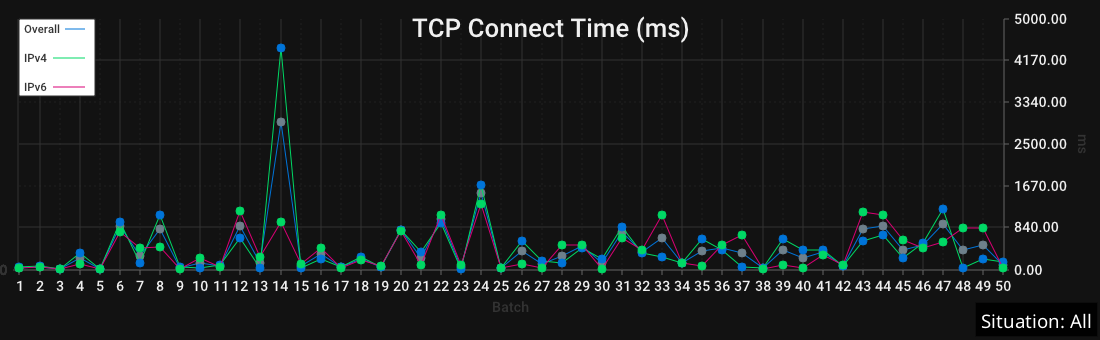 TCP Connect Time (ms)
Overall
IPv4
IPv6
5000.00
4170.00
3340.00
2500.00
1670.00
840.00
0.00
ms
0
1 2 3 4 5 6 7 8 9 10 11 12 13 14 15 16 17 18 19 20 21 22 23 24 25 26 27 28 29 30 31 32 33 34 35 36 37 38 39 40 41 42 43 44 45 46 47 48 49 50
Batch
Situation: All